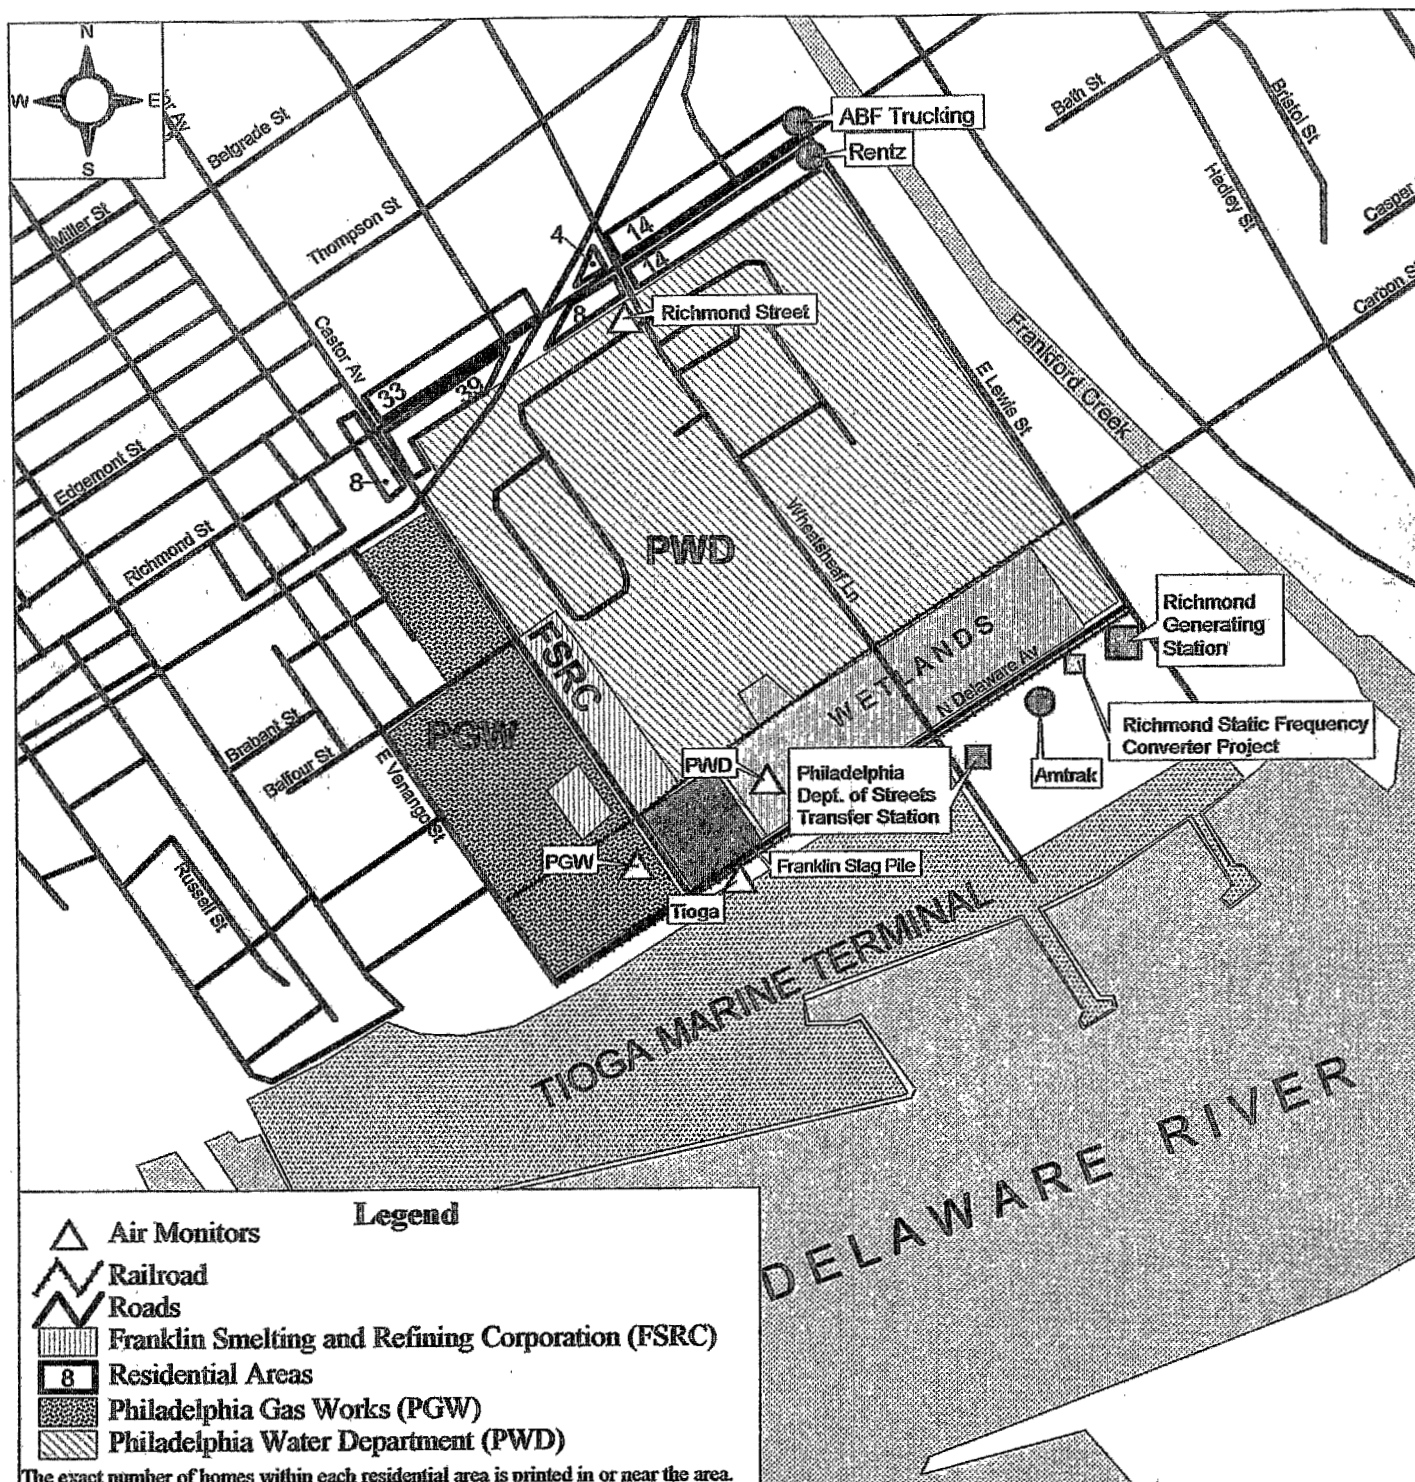 N
W
E
S
ABF Trucking
Rentz
Bath St
Bristol St
Hedley St
Casper
Carbon St
Belgrade St
Miller St
Thompson St
4
14
14
8
Richmond Street
Castor Av
33
39
8
Edgemont St
Richmond St
Frankford Creek
E Lewis St
PWD
Wheatsheaf Ln
FSRC
WETLANDS
N Delaware Av
Richmond
Generating
Station
Richmond Static Frequency
Converter Project
Amtrak
PGW
Brabant St
Balfour St
E Venango St
PWD
Philadelphia
Dept. of Streets
Transfer Station
PGW
Franklin Slag Pile
Tioga
Russell St
TIOGA MARINE TERMINAL
DELAWARE RIVER
Legend
Air Monitors
Railroad
Roads
Franklin Smelting and Refining Corporation (FSRC)
8 Residential Areas
Philadelphia Gas Works (PGW)
Philadelphia Water Department (PWD)
The exact number of homes within each residential area is printed in or near the area.